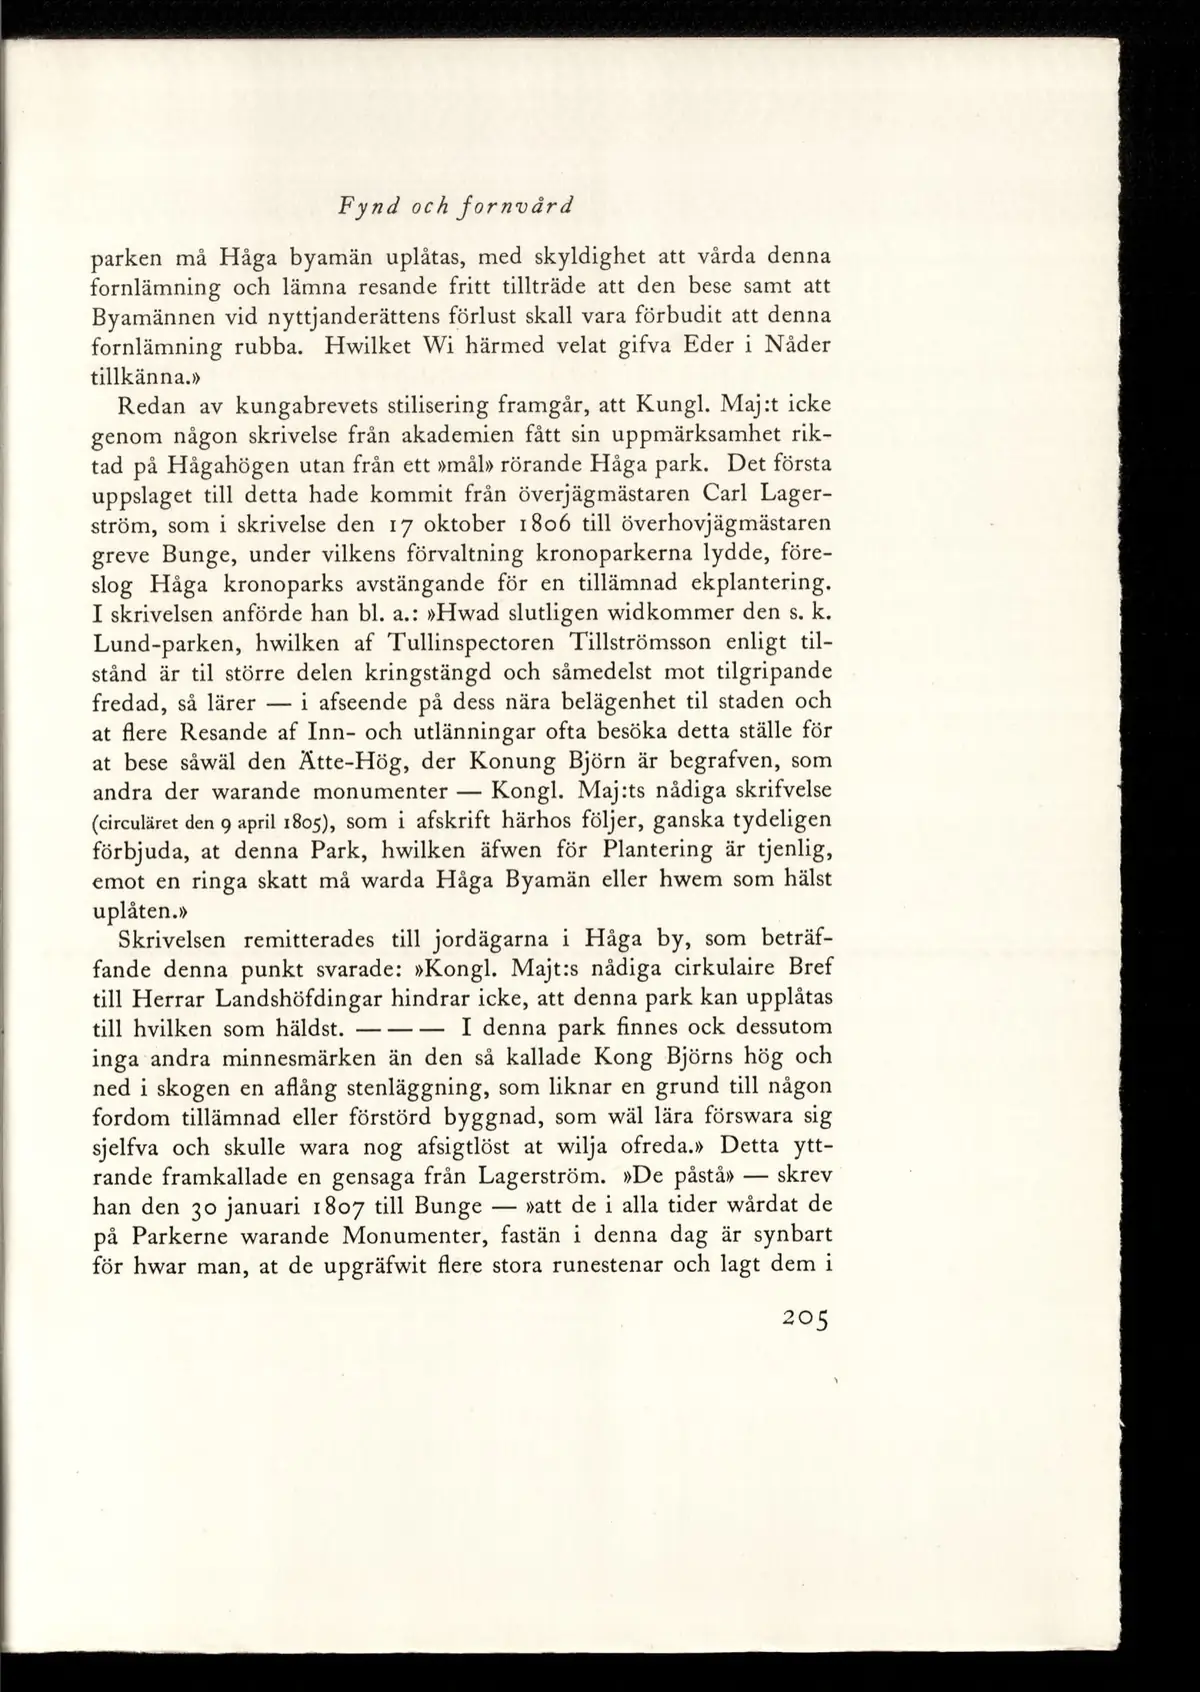 Fynd och fornvård
parken må Håga byamän uplåtas, med skyldighet att vårda denna
fornlämning och lämna resande fritt tillträde att den bese samt att
Byamännen vid nyttjanderättens förlust skall vara förbudit att denna
fornlämning rubba. Hwilket Wi härmed velat gifva Eder i Nåder
tillkänna.»
Redan av kungabrevets stilisering framgår, att Kungl. Maj:t icke
genom någon skrivelse från akademien fått sin uppmärksamhet rik-
tad på Hågahögen utan från ett »mål» rörande Håga park. Det första
uppslaget till detta hade kommit från överjägmästaren Carl Lager-
ström, som i skrivelse den 17 oktober 1806 till överhovjägmästaren
greve Bunge, under vilkens förvaltning kronoparkerna lydde, före-
slog Håga kronoparks avstängande för en tillämnad ekplantering.
I skrivelsen anförde han bl. a.: »Hwad slutligen widkommer den s. k.
Lund-parken, hwilken af Tullinspectoren Tillströmsson enligt til-
stånd är til större delen kringstängd och såmedelst mot tilgripande
fredad, så lärer — i afseende på dess nära belägenhet til staden och
at flere Resande af Inn- och utlänningar ofta besöka detta ställe för
at bese såwäl den Ätte-Hög, der Konung Björn är begrafven, som
andra der warande monumenter — Kongl. Maj:ts nådiga skrifvelse
(circuläret den 9 april 1805), som i afskrift härhos följer, ganska tydeligen
förbjuda, at denna Park, hwilken äfwen för Plantering är tjenlig,
emot en ringa skatt må warda Håga Byamän eller hwem som hälst
uplåten.»
Skrivelsen remitterades till jordägarna i Håga by, som beträf-
fande denna punkt svarade: »Kongl. Majt:s nådiga cirkulaire Bref
till Herrar Landshöfdingar hindrar icke, att denna park kan upplåtas
till hvilken som häldst. — — — I denna park finnes ock dessutom
inga andra minnesmärken än den så kallade Kong Björns hög och
ned i skogen en aflång stenläggning, som liknar en grund till någon
fordom tillämnad eller förstörd byggnad, som wäl lära förswara sig
sjelfva och skulle wara nog afsigtlöst at wilja ofreda.» Detta ytt-
rande framkallade en gensaga från Lagerström. »De påstå» — skrev
han den 30 januari 1807 till Bunge — »att de i alla tider wårdat de
på Parkerne warande Monumenter, fastän i denna dag är synbart
för hwar man, at de upgräfwit flere stora runestenar och lagt dem i
205